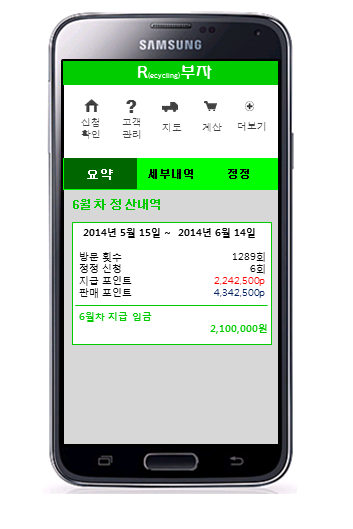 SAMSUNG
R(ecycling)부자
신청
확인
고객
관리
지도
계산
더보기
요약
세부내역
정정
6월차 정산내역
2014년 5월 15일 ~ 2014년 6월 14일
방문 횟수 1289회
정정 신청 6회
지급 포인트 2,242,500p
판매 포인트 4,342,500p
6월차 지급 임금
2,100,000원